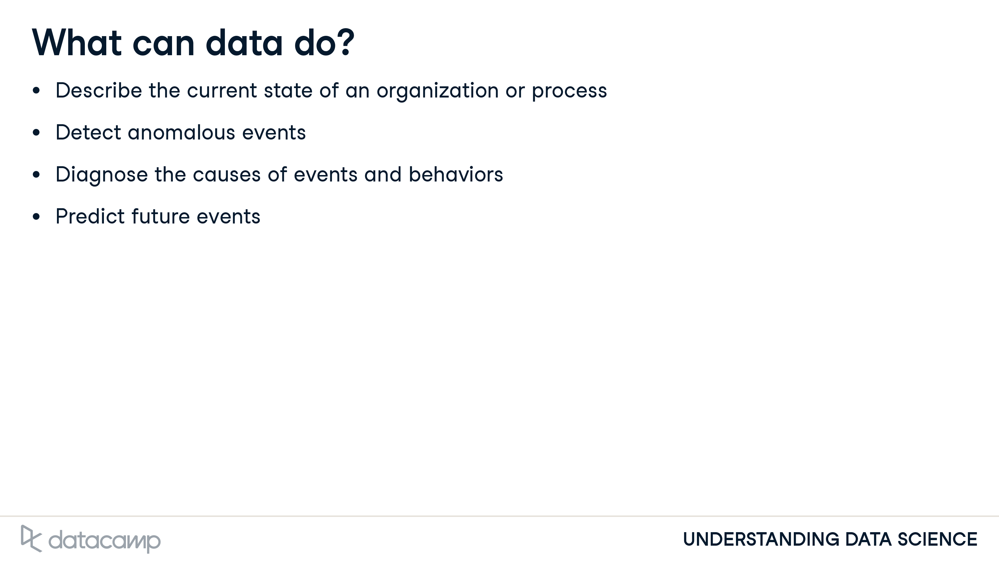 What can data do?
• Describe the current state of an organization or process
• Detect anomalous events
• Diagnose the causes of events and behaviors
• Predict future events
datacamp
UNDERSTANDING DATA SCIENCE